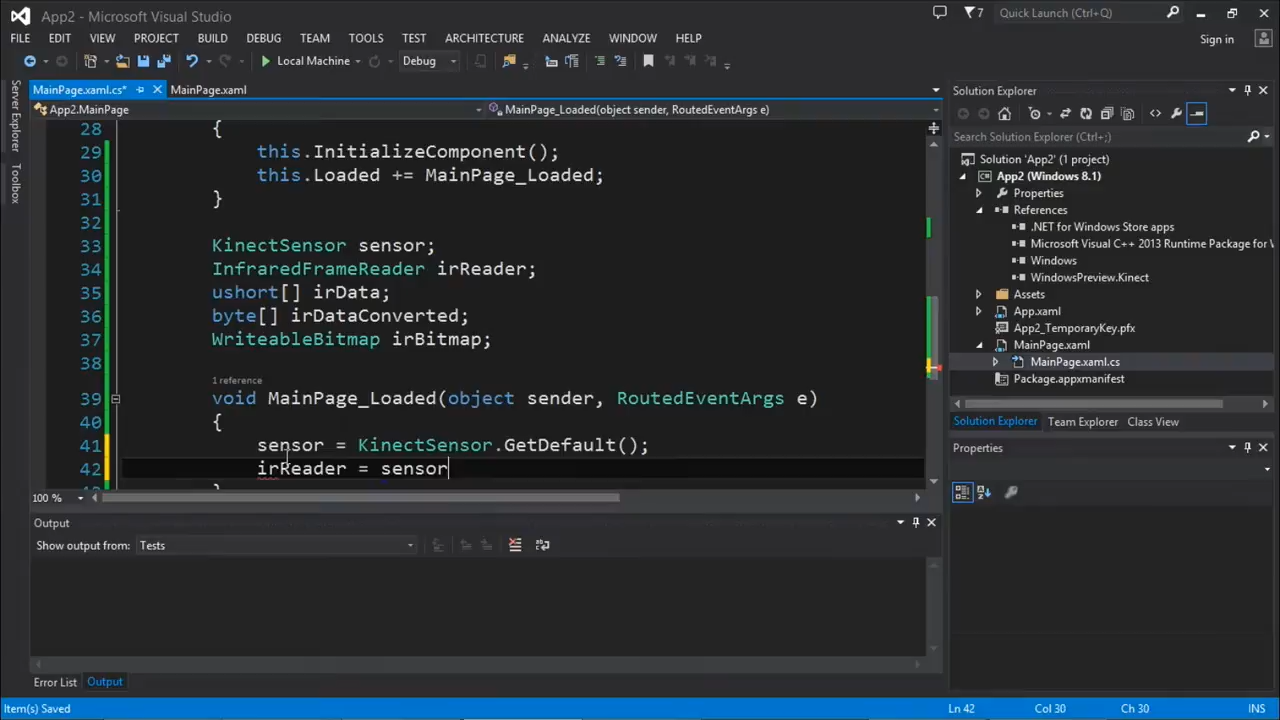 App2 - Microsoft Visual Studio
7
Quick Launch (Ctrl+Q)
FILE EDIT VIEW PROJECT BUILD DEBUG TEAM TOOLS TEST ARCHITECTURE ANALYZE WINDOW HELP
Sign in
Local Machine Debug
Server Explorer
Toolbox
MainPage.xaml.cs* MainPage.xaml
App2.MainPage MainPage_Loaded(object sender, RoutedEventArgs e)
28 {
29 this.InitializeComponent();
30 this.Loaded += MainPage_Loaded;
31 }
32
33 KinectSensor sensor;
34 InfraredFrameReader irReader;
35 ushort[] irData;
36 byte[] irDataConverted;
37 WriteableBitmap irBitmap;
38
1 reference
39 void MainPage_Loaded(object sender, RoutedEventArgs e)
40 {
41 sensor = KinectSensor.GetDefault();
42 irReader = sensor
100 %
Output
Show output from: Tests
Error List Output
Solution Explorer
Search Solution Explorer (Ctrl+;)
Solution 'App2' (1 project)
App2 (Windows 8.1)
Properties
References
.NET for Windows Store apps
Microsoft Visual C++ 2013 Runtime Package for W
Windows
WindowsPreview.Kinect
Assets
App.xaml
App2_TemporaryKey.pfx
MainPage.xaml
MainPage.xaml.cs
Package.appxmanifest
Solution Explorer Team Explorer Class View
Properties
Item(s) Saved Ln 42 Col 30 Ch 30 INS